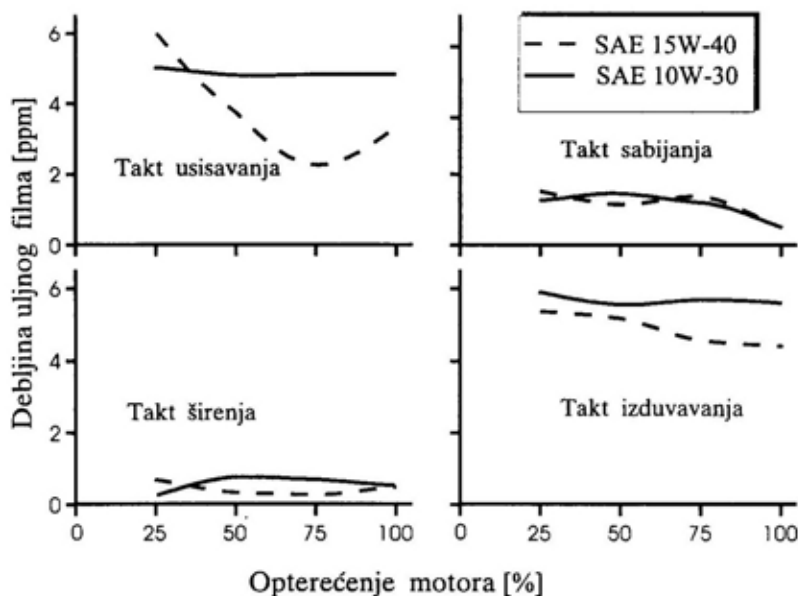 Debljina uljnog filma [ppm]
6
4
2
0
Takt usisavanja
SAE 15W-40
SAE 10W-30
Takt sabijanja
6
4
2
0
Takt širenja
Takt izduvavanja
0 25 50 75 100
0 25 50 75 100
Opterećenje motora [%]